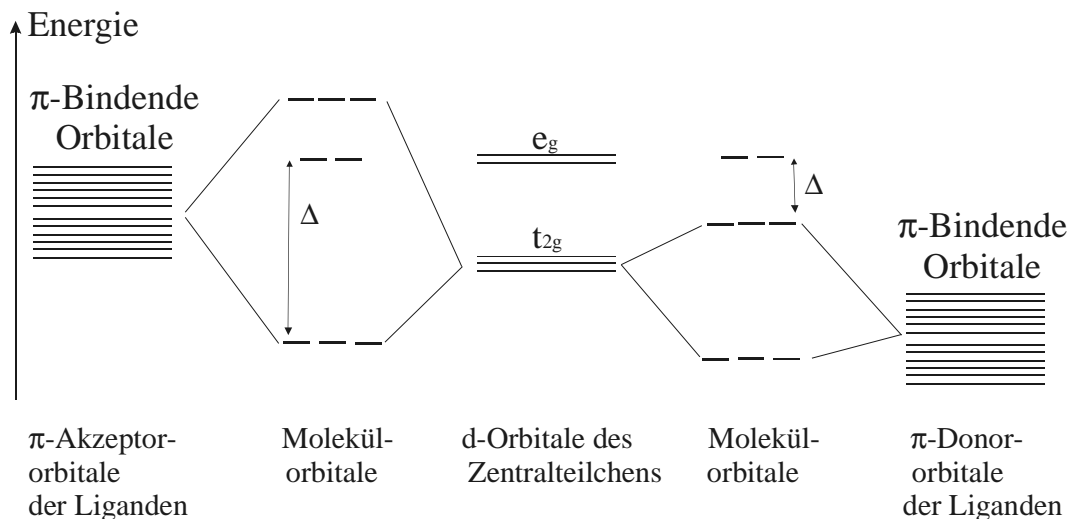 Energie
π-Bindende
Orbitale
e_g
Δ
Δ
t_2g
π-Bindende
Orbitale
π-Akzeptor-
orbitale
der Liganden
Molekül-
orbitale
d-Orbitale des
Zentralteilchens
Molekül-
orbitale
π-Donor-
orbitale
der Liganden